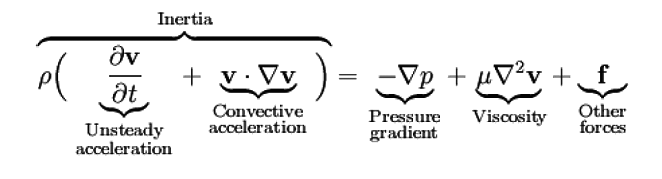 Inertia
ρ( ∂v/∂t + v · ∇v ) = −∇p + μ∇²v + f
Unsteady acceleration
Convective acceleration
Pressure gradient
Viscosity
Other forces